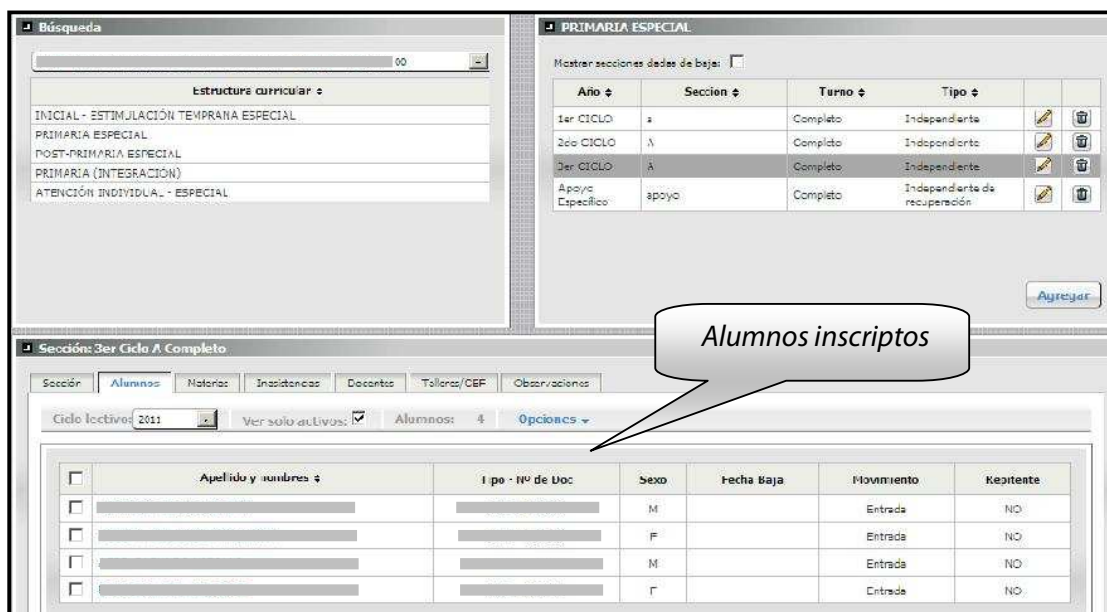 Búsqueda
00
Estructura curricular
INICIAL - ESTIMULACIÓN TEMPRANA ESPECIAL
PRIMARIA ESPECIAL
POST-PRIMARIA ESPECIAL
PRIMARIA (INTEGRACIÓN)
ATENCIÓN INDIVIDUAL - ESPECIAL
PRIMARIA ESPECIAL
Mostrar secciones dadas de baja:
Año Seccion Turno Tipo
1er CICLO a Completo Independiente
2do CICLO A Completo Independiente
3er CICLO A Completo Independiente
Apoyo Específico apoyo Completo Independiente de recuperación
Agregar
Alumnos inscriptos
Sección: 3er Ciclo A Completo
Sección Alumnos Materias Inasistencias Docentes Talleres/CEF Observaciones
Ciclo lectivo: 2011 Ver solo activos: Alumnos: 4 Opciones
Apellido y nombres Tipo - Nº de Doc Sexo Fecha Baja Movimiento Repitente
M Entrada NO
F Entrada NO
M Entrada NO
F Entrada NO